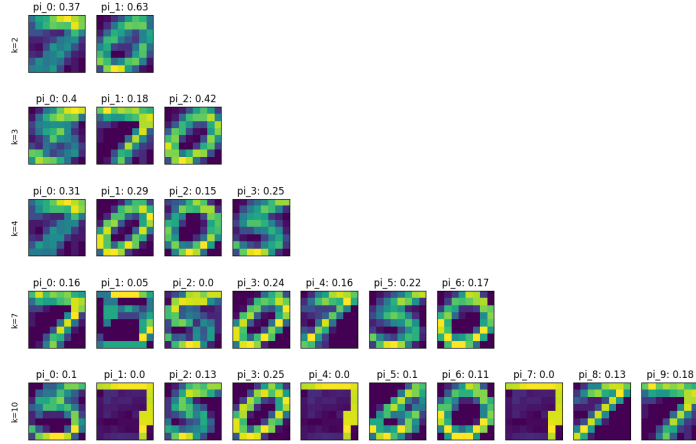 pi_0: 0.37 pi_1: 0.63
k=2
pi_0: 0.4 pi_1: 0.18 pi_2: 0.42
k=3
pi_0: 0.31 pi_1: 0.29 pi_2: 0.15 pi_3: 0.25
k=4
pi_0: 0.16 pi_1: 0.05 pi_2: 0.0 pi_3: 0.24 pi_4: 0.16 pi_5: 0.22 pi_6: 0.17
k=7
pi_0: 0.1 pi_1: 0.0 pi_2: 0.13 pi_3: 0.25 pi_4: 0.0 pi_5: 0.1 pi_6: 0.11 pi_7: 0.0 pi_8: 0.13 pi_9: 0.18
k=10